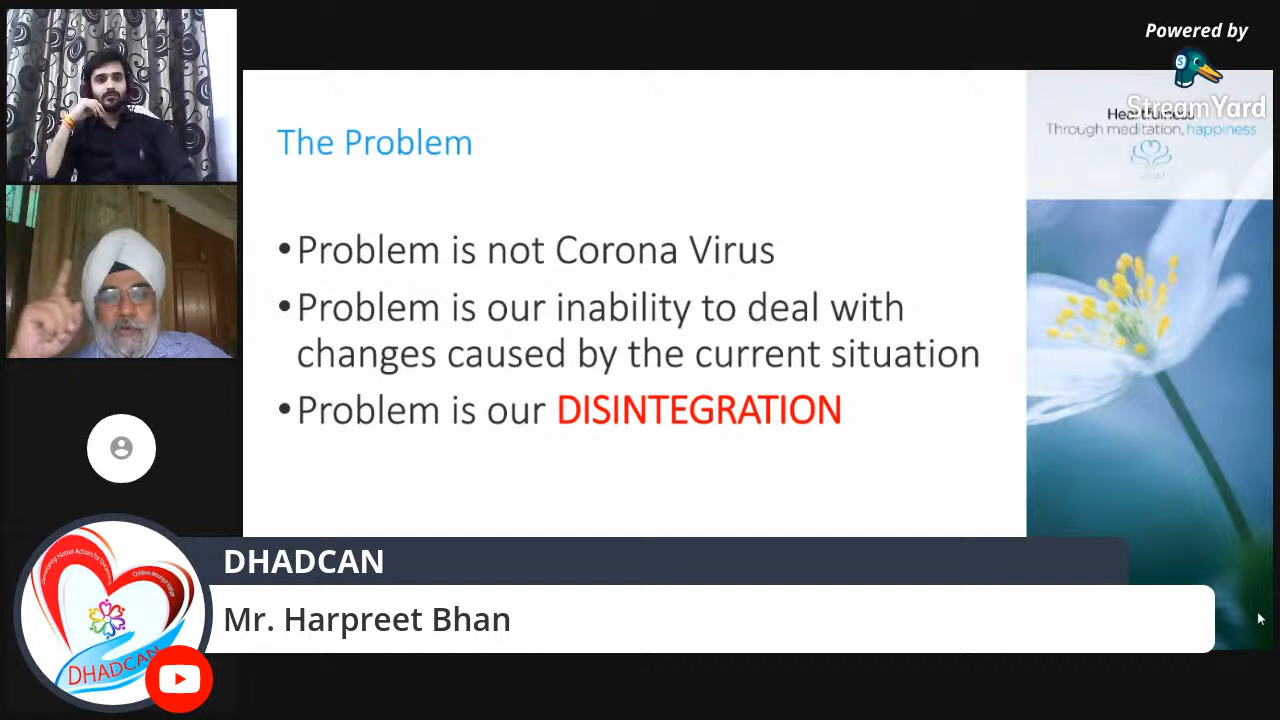 Powered by
StreamYard
Heartfulness
Through meditation, happiness
The Problem
•Problem is not Corona Virus
•Problem is our inability to deal with
changes caused by the current situation
•Problem is our DISINTEGRATION
DHADCAN
Mr. Harpreet Bhan
DHADCAN